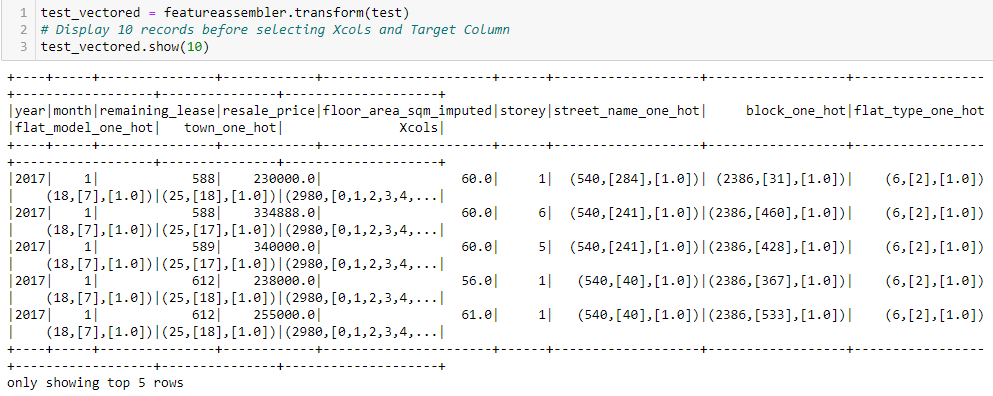 1 test_vectored = featureassembler.transform(test)
2 # Display 10 records before selecting Xcols and Target Column
3 test_vectored.show(10)
+----+-----+---------------+------------+-----------------------+------+-------------------+------------------+-----------------
+------------------+---------------+--------------------+
|year|month|remaining_lease|resale_price|floor_area_sqm_imputed|storey|street_name_one_hot|     block_one_hot|flat_type_one_hot
|flat_model_one_hot|   town_one_hot|               Xcols|
+----+-----+---------------+------------+-----------------------+------+-------------------+------------------+-----------------
+------------------+---------------+--------------------+
|2017|    1|            588|    230000.0|                  60.0|     1|  (540,[284],[1.0])| (2386,[31],[1.0])|    (6,[2],[1.0])
|    (18,[7],[1.0])|(25,[18],[1.0])|(2980,[0,1,2,3,4,...|
|2017|    1|            588|    334888.0|                  60.0|     6|  (540,[241],[1.0])|(2386,[460],[1.0])|    (6,[2],[1.0])
|    (18,[7],[1.0])|(25,[17],[1.0])|(2980,[0,1,2,3,4,...|
|2017|    1|            589|    340000.0|                  60.0|     5|  (540,[241],[1.0])|(2386,[428],[1.0])|    (6,[2],[1.0])
|    (18,[7],[1.0])|(25,[17],[1.0])|(2980,[0,1,2,3,4,...|
|2017|    1|            612|    238000.0|                  56.0|     1|   (540,[40],[1.0])|(2386,[367],[1.0])|    (6,[2],[1.0])
|    (18,[7],[1.0])|(25,[18],[1.0])|(2980,[0,1,2,3,4,...|
|2017|    1|            612|    255000.0|                  61.0|     1|   (540,[40],[1.0])|(2386,[533],[1.0])|    (6,[2],[1.0])
|    (18,[7],[1.0])|(25,[18],[1.0])|(2980,[0,1,2,3,4,...|
+----+-----+---------------+------------+-----------------------+------+-------------------+------------------+-----------------
+------------------+---------------+--------------------+
only showing top 5 rows